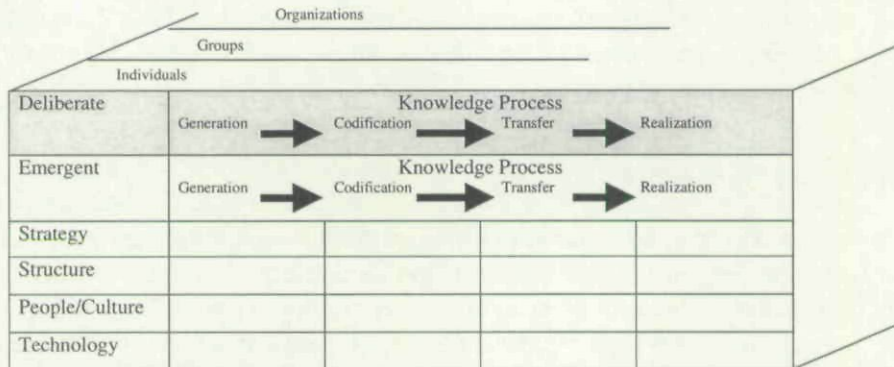 Organizations
Groups
Individuals
Deliberate
Knowledge Process
Generation Codification Transfer Realization
Emergent
Knowledge Process
Generation Codification Transfer Realization
Strategy
Structure
People/Culture
Technology